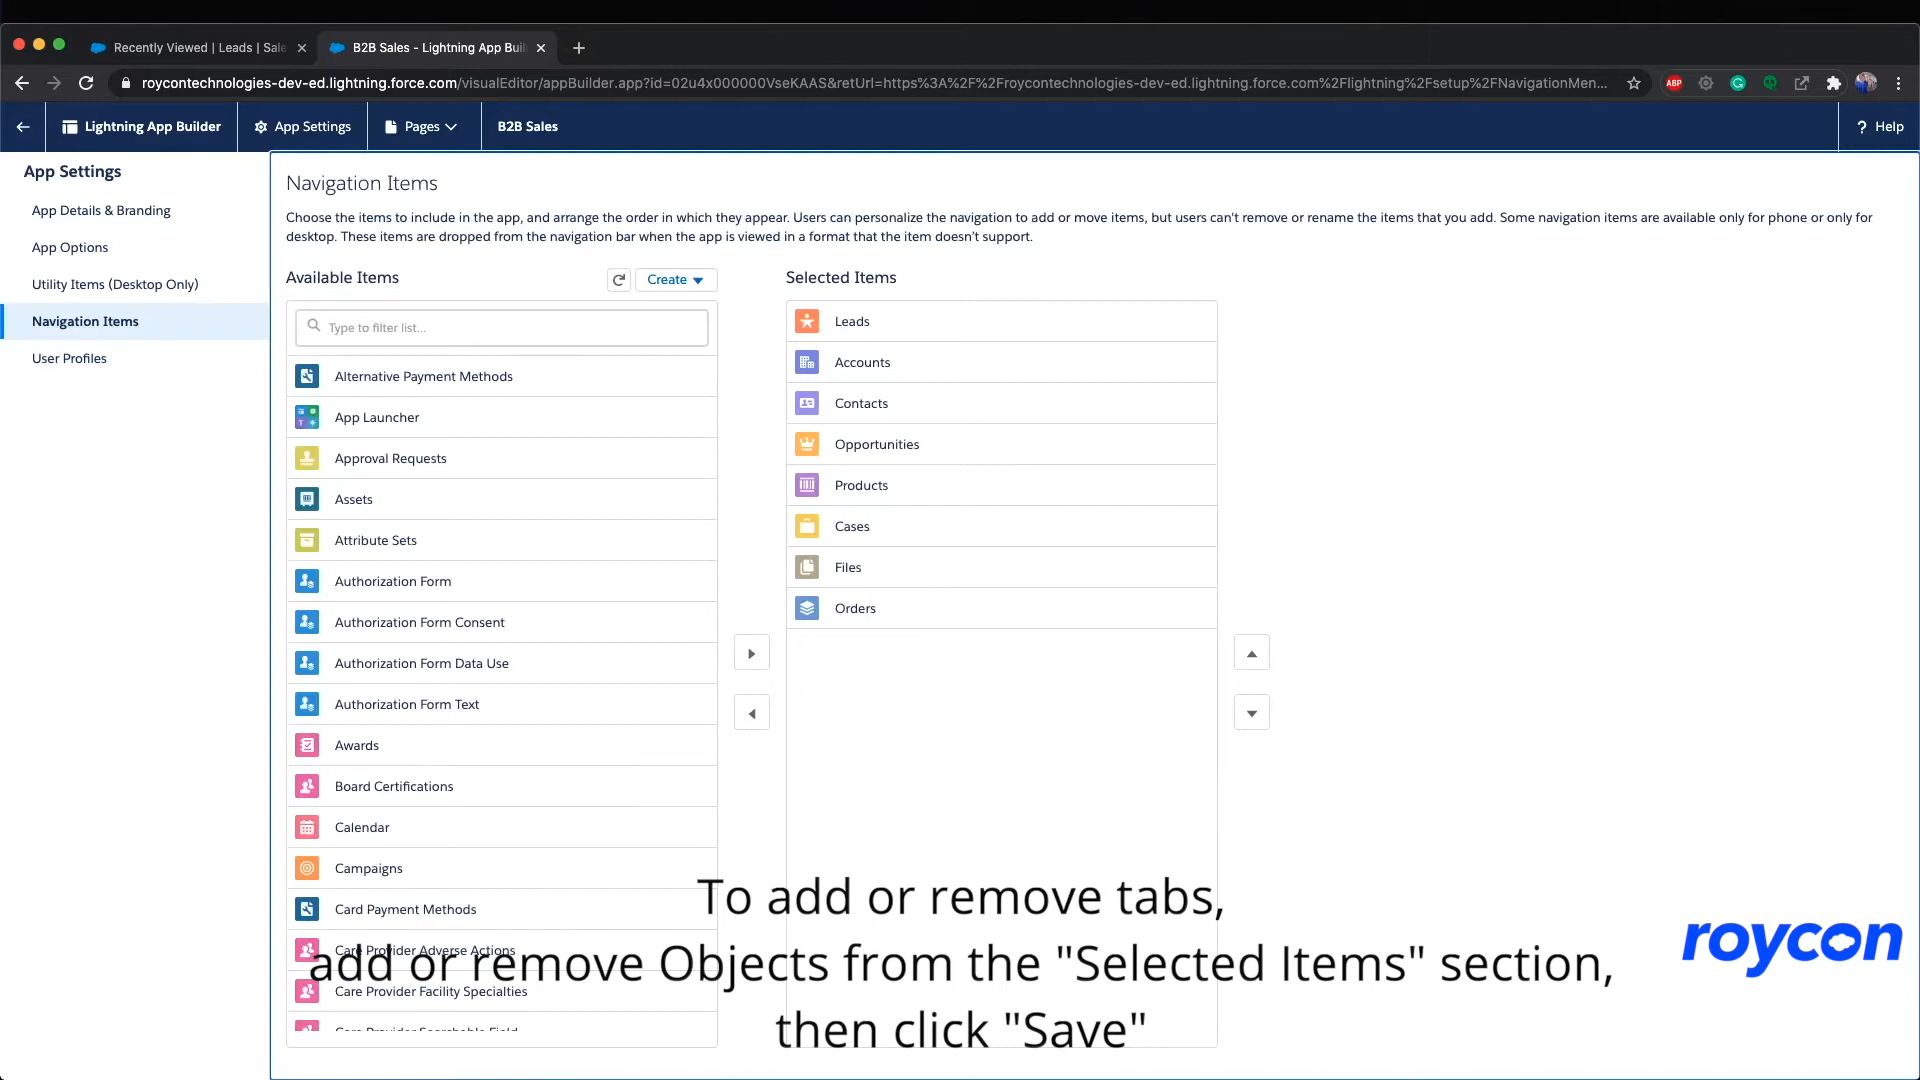 Recently Viewed | Leads | Sale
B2B Sales - Lightning App Buil
roycontechnologies-dev-ed.lightning.force.com/visualEditor/appBuilder.app?id=02u4x000000VseKAAS&retUrl=https%3A%2F%2Froycontechnologies-dev-ed.lightning.force.com%2Flightning%2Fsetup%2FNavigationMen...
ABP
Lightning App Builder
App Settings
Pages
B2B Sales
? Help
App Settings
App Details & Branding
App Options
Utility Items (Desktop Only)
Navigation Items
User Profiles
Navigation Items
Choose the items to include in the app, and arrange the order in which they appear. Users can personalize the navigation to add or move items, but users can't remove or rename the items that you add. Some navigation items are available only for phone or only for
desktop. These items are dropped from the navigation bar when the app is viewed in a format that the item doesn't support.
Available Items
Create
Type to filter list...
Alternative Payment Methods
App Launcher
Approval Requests
Assets
Attribute Sets
Authorization Form
Authorization Form Consent
Authorization Form Data Use
Authorization Form Text
Awards
Board Certifications
Calendar
Campaigns
Card Payment Methods
Care Provider Adverse Actions
Care Provider Facility Specialties
Care Provider Searchable Field
Selected Items
Leads
Accounts
Contacts
Opportunities
Products
Cases
Files
Orders
To add or remove tabs,
add or remove Objects from the "Selected Items" section,
then click "Save"
roycon